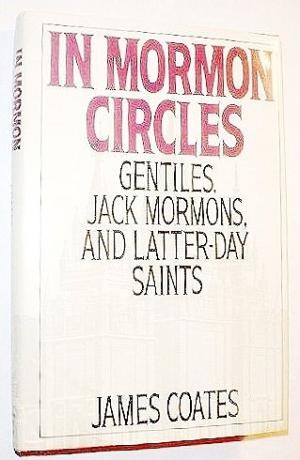 IN MORMON
CIRCLES
GENTILES,
JACK MORMONS,
AND LATTER-DAY
SAINTS
JAMES COATES
IN MORMON